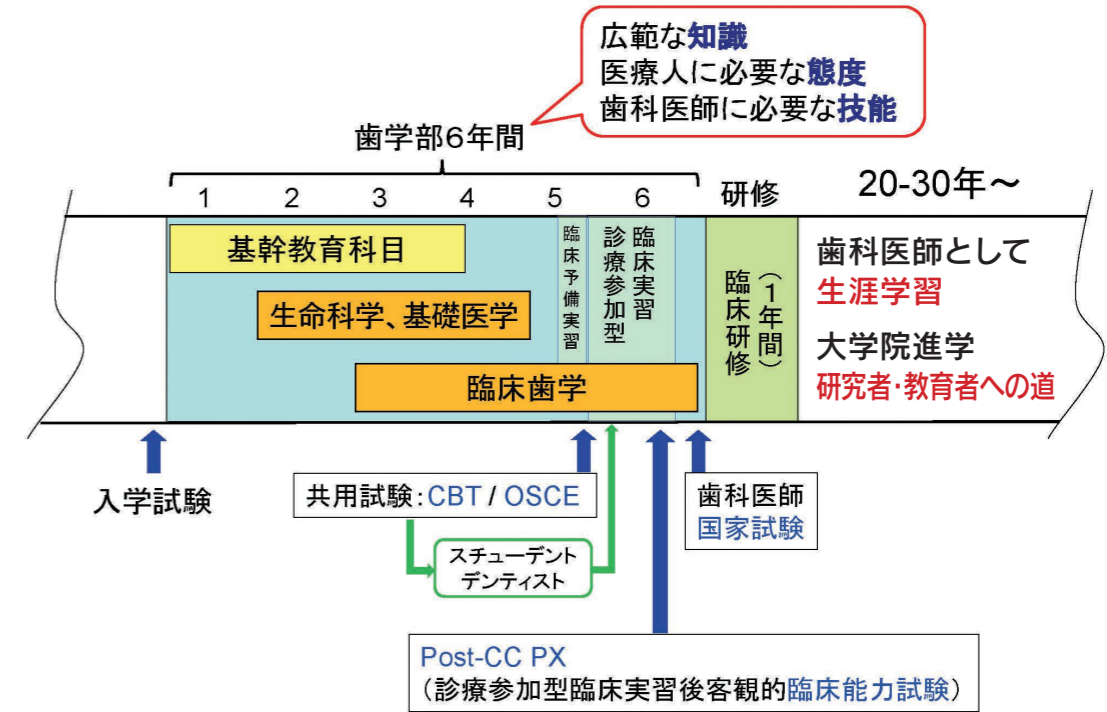 広範な知識
医療人に必要な態度
歯科医師に必要な技能
歯学部6年間
1 2 3 4 5 6 研修 20-30年～
基幹教育科目
生命科学、基礎医学
臨床歯学
臨床予備実習
診療参加型
臨床実習
臨床研修
（1年間）
歯科医師として
生涯学習
大学院進学
研究者・教育者への道
入学試験
共用試験：CBT / OSCE
スチューデント
デンティスト
歯科医師
国家試験
Post-CC PX
（診療参加型臨床実習後客観的臨床能力試験）